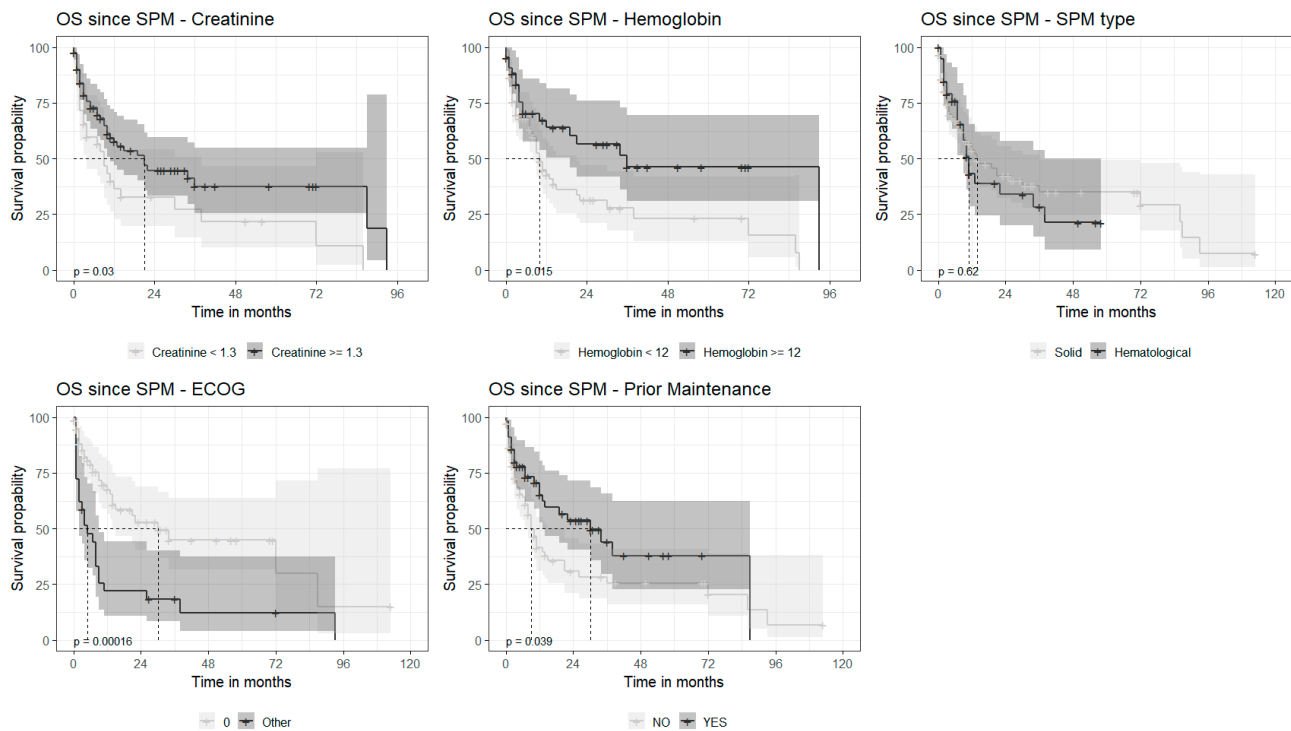 OS since SPM - Creatinine
Survival propability
100
75
50
25
0
p = 0.03
0 24 48 72 96
Time in months
Creatinine < 1.3 Creatinine >= 1.3
OS since SPM - Hemoglobin
Survival propability
100
75
50
25
0
p = 0.015
0 24 48 72 96
Time in months
Hemoglobin < 12 Hemoglobin >= 12
OS since SPM - SPM type
Survival propability
100
75
50
25
0
p = 0.62
0 24 48 72 96 120
Time in months
Solid Hematological
OS since SPM - ECOG
Survival propability
100
75
50
25
0
p = 0.00016
0 24 48 72 96 120
Time in months
0 Other
OS since SPM - Prior Maintenance
Survival propability
100
75
50
25
0
p = 0.039
0 24 48 72 96 120
Time in months
NO YES